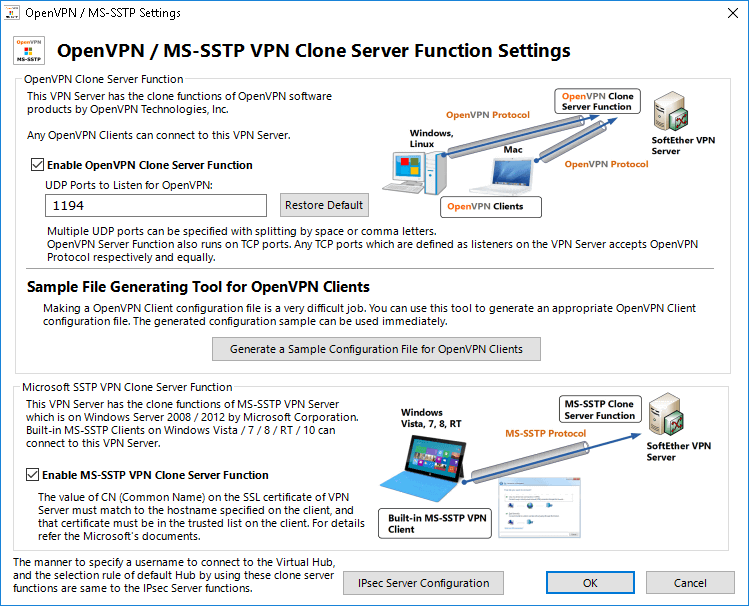 OpenVPN / MS-SSTP Settings
OpenVPN
MS-SSTP
OpenVPN / MS-SSTP VPN Clone Server Function Settings
OpenVPN Clone Server Function
This VPN Server has the clone functions of OpenVPN software
products by OpenVPN Technologies, Inc.
Any OpenVPN Clients can connect to this VPN Server.
Enable OpenVPN Clone Server Function
UDP Ports to Listen for OpenVPN:
1194
Restore Default
OpenVPN Clone
Server Function
OpenVPN Protocol
Windows,
Linux
Mac
SoftEther VPN
Server
OpenVPN Protocol
OpenVPN Clients
Multiple UDP ports can be specified with splitting by space or comma letters.
OpenVPN Server Function also runs on TCP ports. Any TCP ports which are defined as listeners on the VPN Server accepts OpenVPN
Protocol respectively and equally.
Sample File Generating Tool for OpenVPN Clients
Making a OpenVPN Client configuration file is a very difficult job. You can use this tool to generate an appropriate OpenVPN Client
configuration file. The generated configuration sample can be used immediately.
Generate a Sample Configuration File for OpenVPN Clients
Microsoft SSTP VPN Clone Server Function
This VPN Server has the clone functions of MS-SSTP VPN Server
which is on Windows Server 2008 / 2012 by Microsoft Corporation.
Built-in MS-SSTP Clients on Windows Vista / 7 / 8 / RT / 10 can
connect to this VPN Server.
Enable MS-SSTP VPN Clone Server Function
The value of CN (Common Name) on the SSL certificate of VPN
Server must match to the hostname specified on the client, and
that certificate must be in the trusted list on the client. For details
refer the Microsoft's documents.
MS-SSTP Clone
Server Function
Windows
Vista, 7, 8, RT
MS-SSTP Protocol
SoftEther VPN
Server
Built-in MS-SSTP VPN
Client
The manner to specify a username to connect to the Virtual Hub,
and the selection rule of default Hub by using these clone server
functions are same to the IPsec Server functions.
IPsec Server Configuration
OK
Cancel